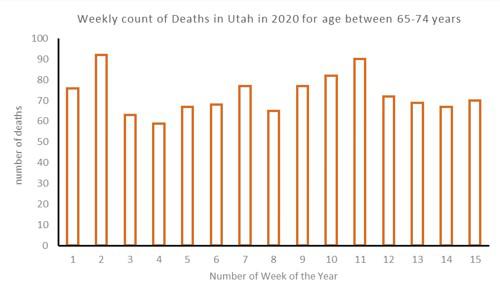 Weekly count of Deaths in Utah in 2020 for age between 65-74 years
100
90
80
70
60
50
40
30
20
10
0
number of deaths
1 2 3 4 5 6 7 8 9 10 11 12 13 14 15
Number of Week of the Year